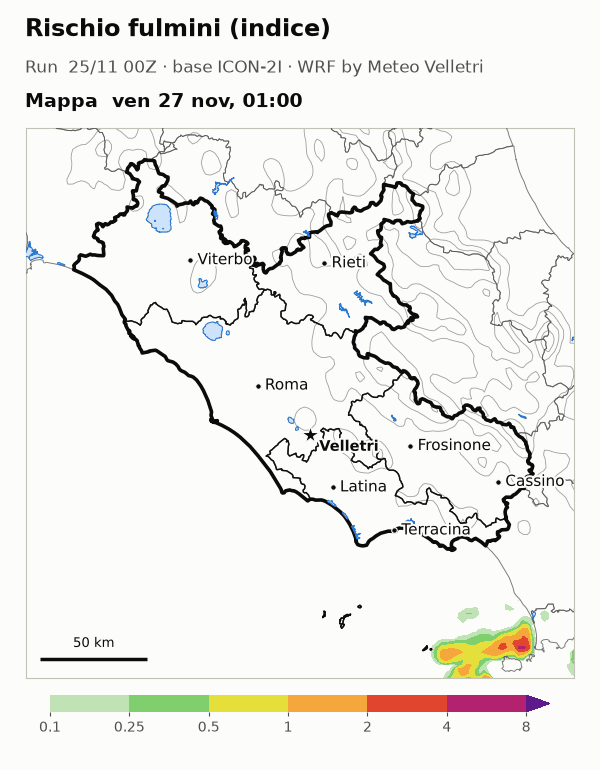 Rischio fulmini (indice)
Run  25/11 00Z · base ICON-2I · WRF by Meteo Velletri
Mappa  ven 27 nov, 01:00
Viterbo
Rieti
Roma
Velletri
Frosinone
Latina
Cassino
Terracina
50 km
0.1 0.25 0.5 1 2 4 8